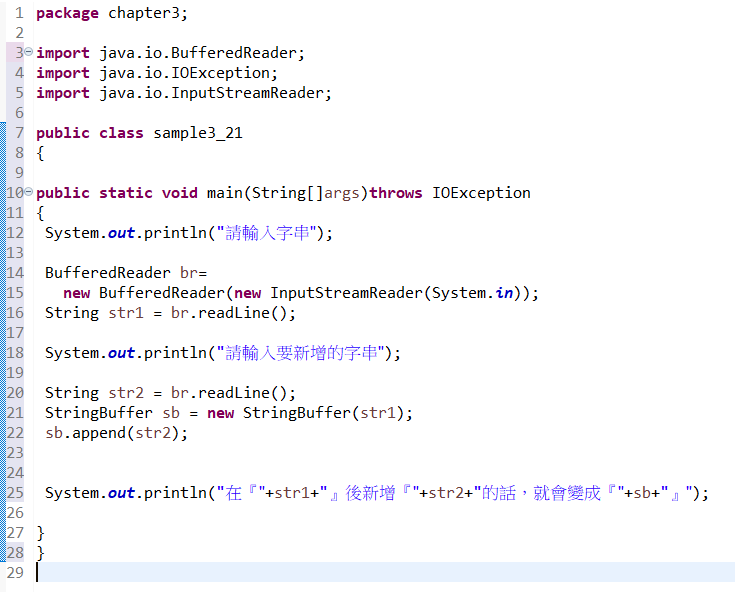 1 package chapter3;
2
3 import java.io.BufferedReader;
4 import java.io.IOException;
5 import java.io.InputStreamReader;
6
7 public class sample3_21
8 {
9
10 public static void main(String[]args)throws IOException
11 {
12 System.out.println("請輸入字串");
13
14 BufferedReader br=
15 new BufferedReader(new InputStreamReader(System.in));
16 String str1 = br.readLine();
17
18 System.out.println("請輸入要新增的字串");
19
20 String str2 = br.readLine();
21 StringBuffer sb = new StringBuffer(str1);
22 sb.append(str2);
23
24
25 System.out.println("在『"+str1+"』後新增『"+str2+"的話，就會變成『"+sb+"』");
26
27 }
28 }
29